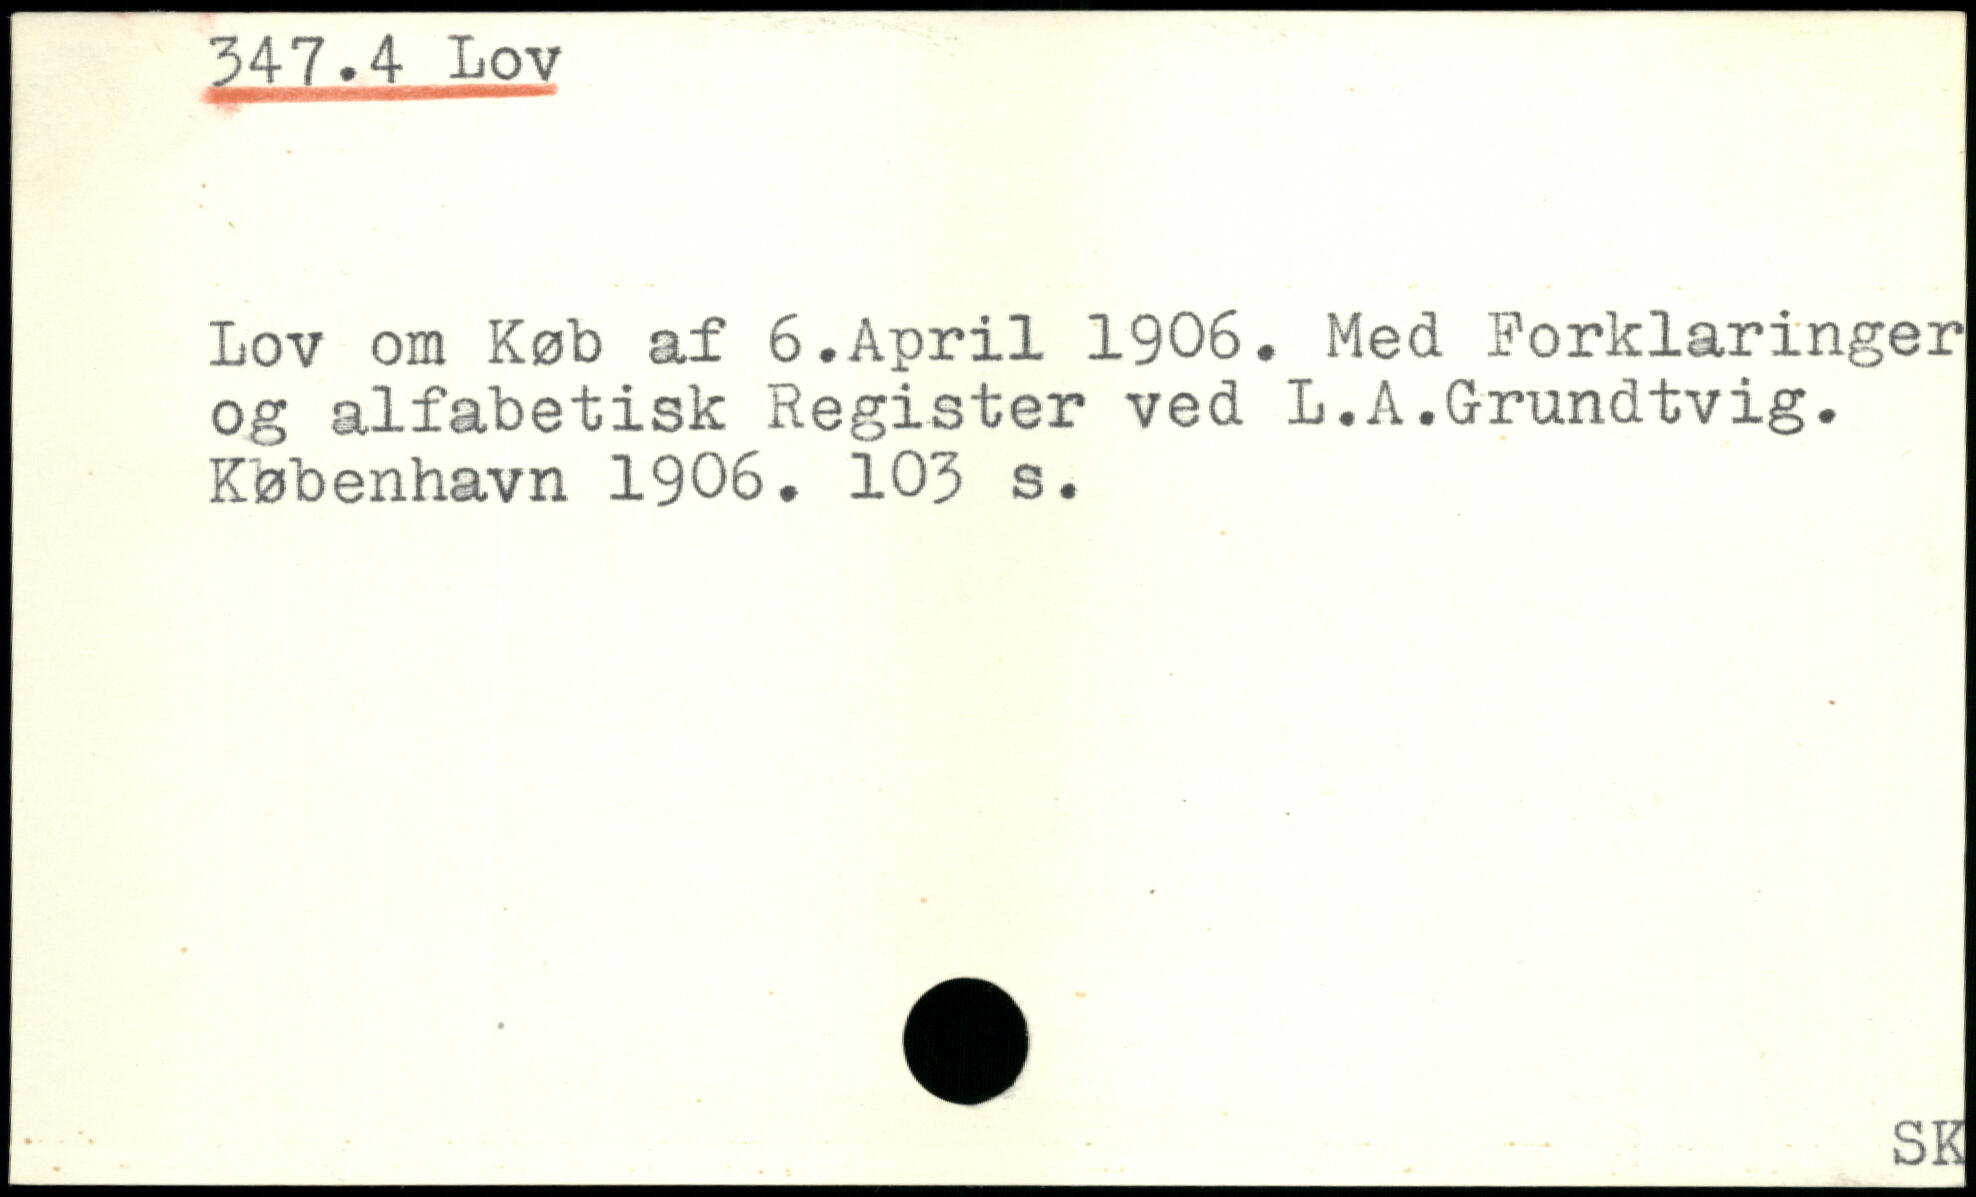 347.4 Lov
Lov om Køb af 6.April 1906. Med Forklaringer
og alfabetisk Register ved L.A.Grundtvig.
København 1906. 103 s.
SK